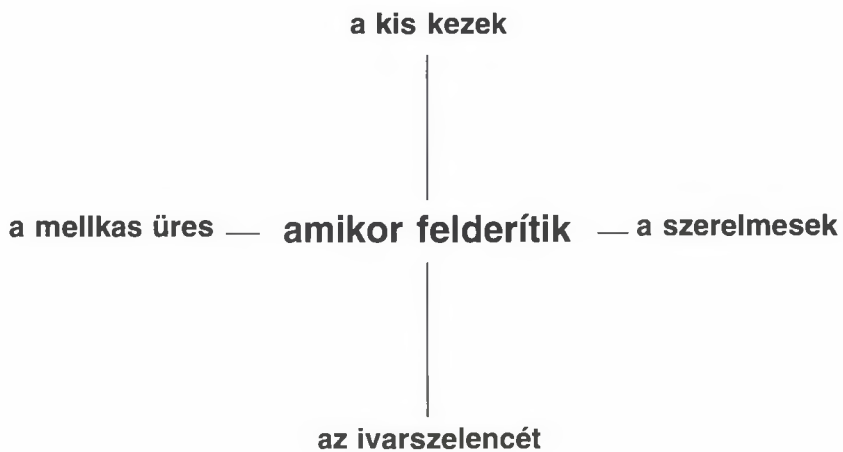 a kis kezek
a mellkas üres — amikor felderítik — a szerelmesek
az ivarszelencét